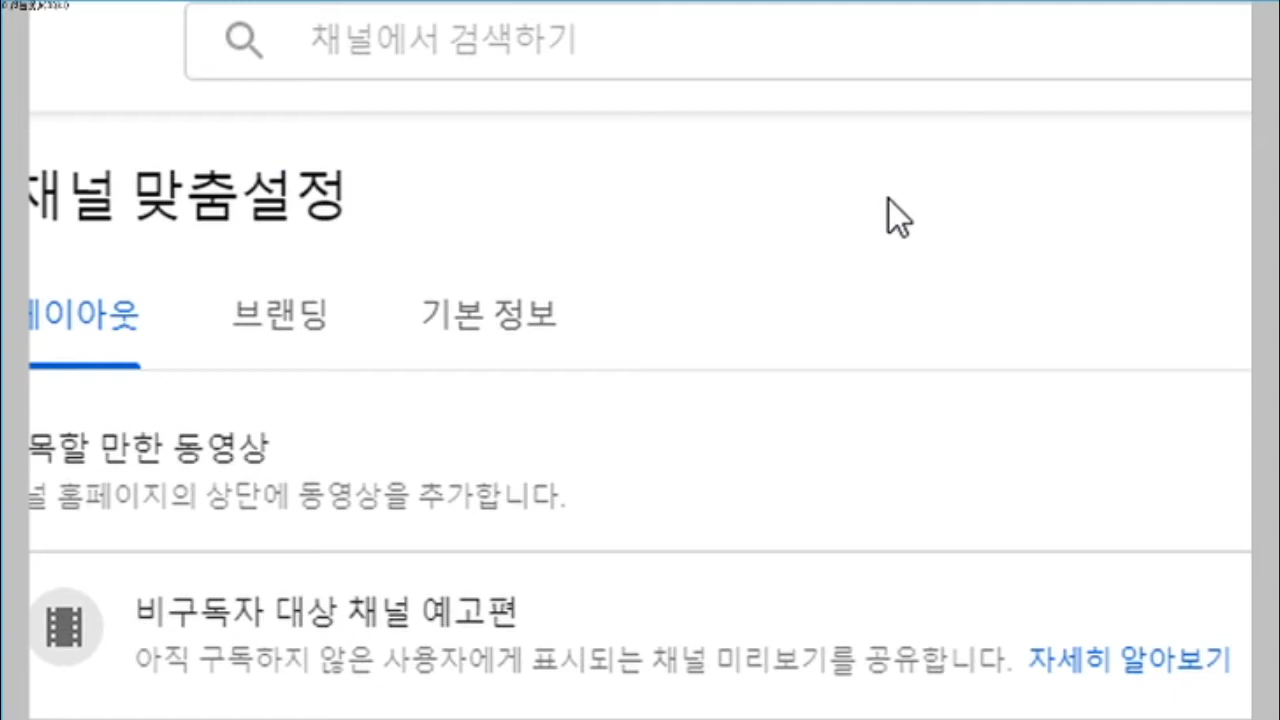 채널에서 검색하기
채널 맞춤설정
이아웃 브랜딩 기본 정보
목할 만한 동영상
널 홈페이지의 상단에 동영상을 추가합니다.
비구독자 대상 채널 예고편
아직 구독하지 않은 사용자에게 표시되는 채널 미리보기를 공유합니다. 자세히 알아보기